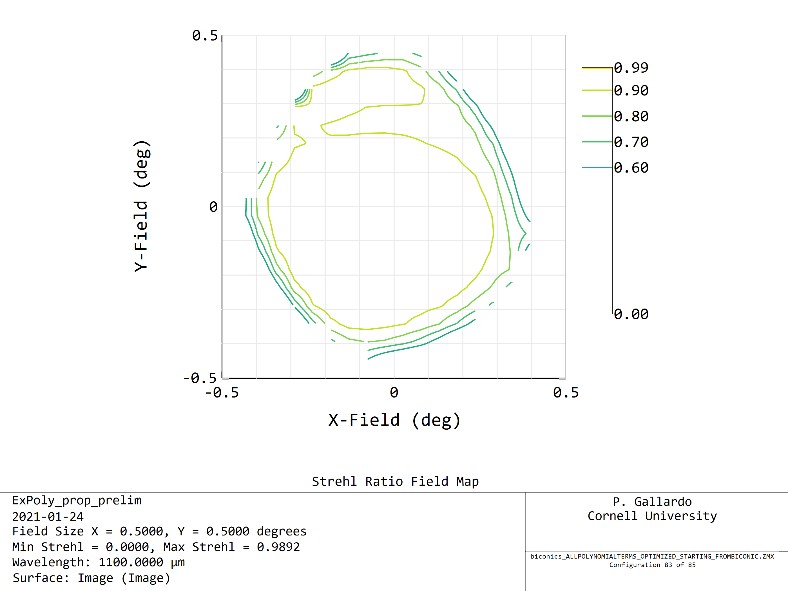 0.5
0
-0.5
Y-Field (deg)
-0.5
0
0.5
X-Field (deg)
0.99
0.90
0.80
0.70
0.60
0.00
Strehl Ratio Field Map
ExPoly_prop_prelim
2021-01-24
Field Size X = 0.5000, Y = 0.5000 degrees
Min Strehl = 0.0000, Max Strehl = 0.9892
Wavelength: 1100.0000 µm
Surface: Image (Image)
P. Gallardo
Cornell University
biconics_ALLPOLYNOMIALTERMS_OPTIMIZED_STARTING_FROMBICONIC.ZMX
Configuration 83 of 85